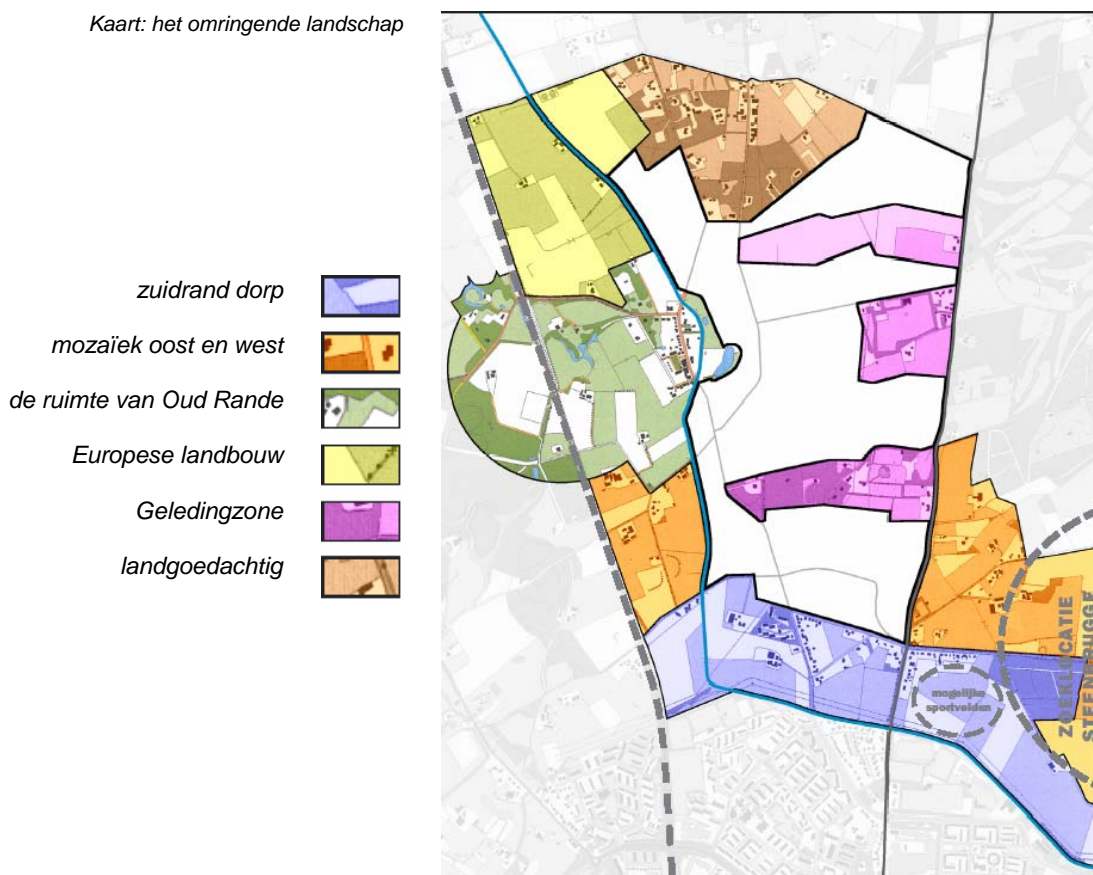 Kaart: het omringende landschap
zuidrand dorp
mozaïek oost en west
de ruimte van Oud Rande
Europese landbouw
Geledingzone
landgoedachtig
mogelijke
sportvelden
ZOEKLOCATIE
STEENBRUGGE